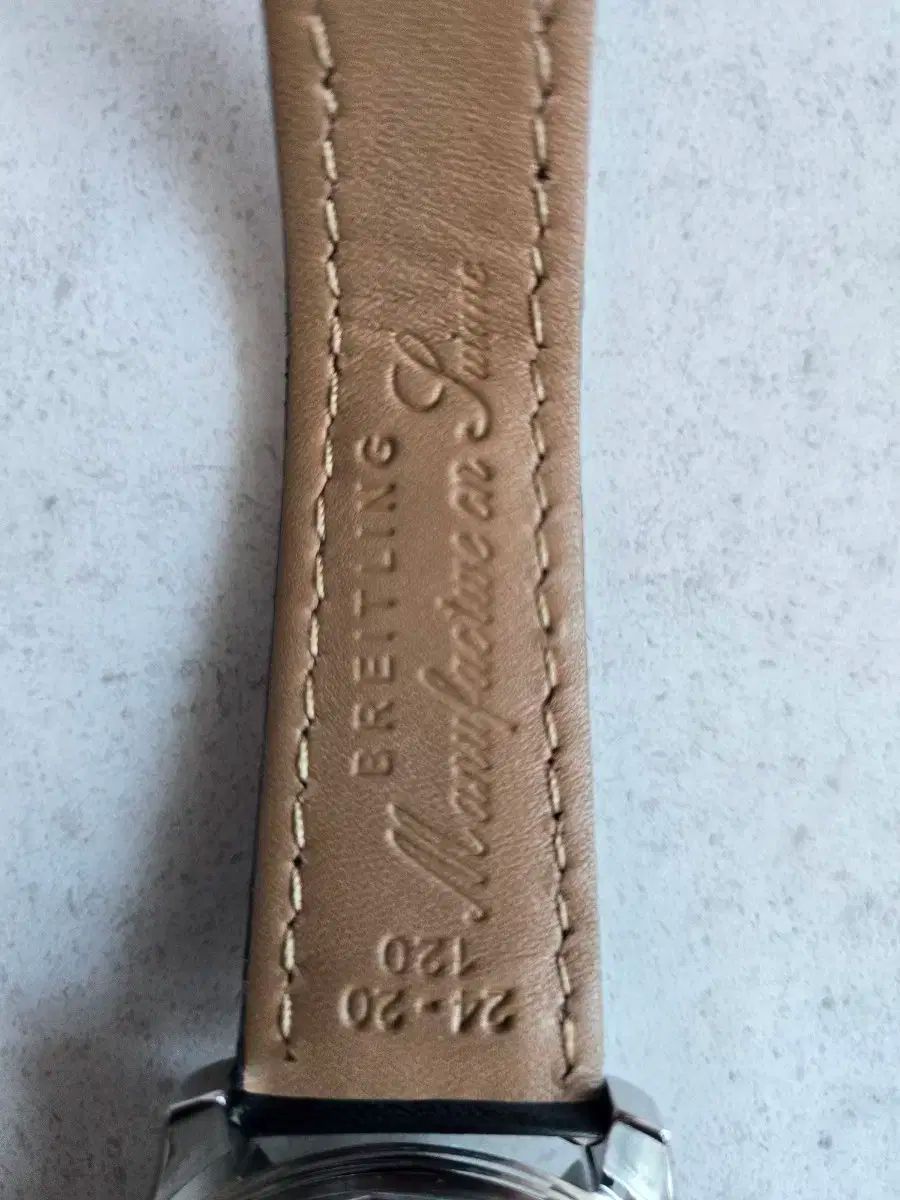 BREITLING
Manufacture en Suisse
24-20
120